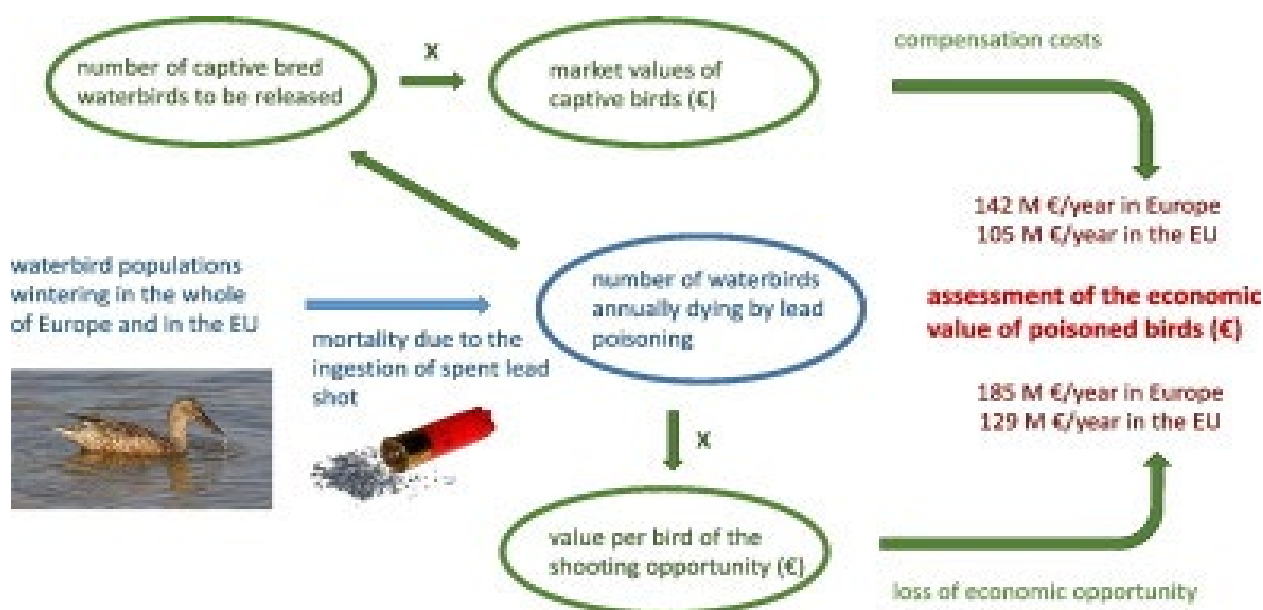 number of captive bred
waterbirds to be released
x
market values of
captive birds (€)
compensation costs
142 M €/year in Europe
105 M €/year in the EU
waterbird populations
wintering in the whole
of Europe and in the EU
mortality due to the
ingestion of spent lead
shot
number of waterbirds
annually dying by lead
poisoning
assessment of the economic
value of poisoned birds (€)
185 M €/year in Europe
129 M €/year in the EU
x
value per bird of the
shooting opportunity (€)
loss of economic opportunity